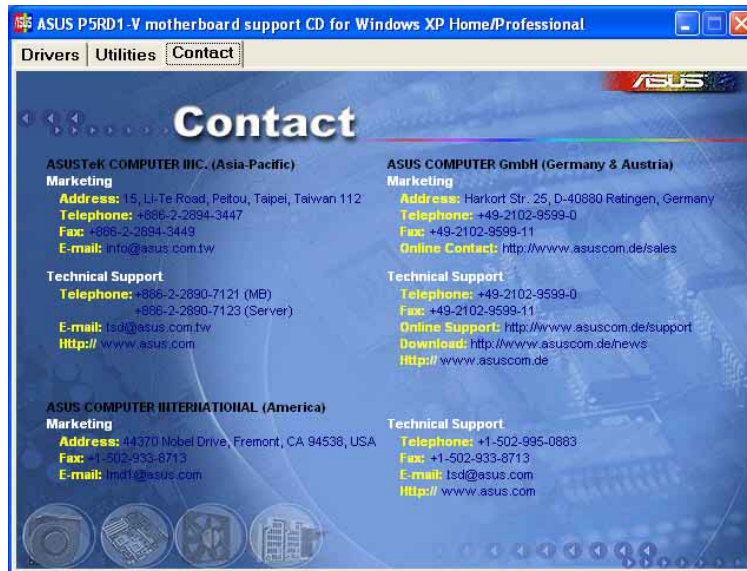 ASUS P5RD1-V motherboard support CD for Windows XP Home/Professional
Drivers Utilities Contact
ASUS
Contact
ASUSTeK COMPUTER INC. (Asia-Pacific)
Marketing
Address: 15, Li-Te Road, Peitou, Taipei, Taiwan 112
Telephone: +886-2-2894-3447
Fax: +886-2-2894-3449
E-mail: info@asus.com.tw
Technical Support
Telephone: +886-2-2890-7121 (MB)
+886-2-2890-7123 (Server)
E-mail: tsd@asus.com.tw
Http:// www.asus.com
ASUS COMPUTER GmbH (Germany & Austria)
Marketing
Address: Harkort Str. 25, D-40880 Ratingen, Germany
Telephone: +49-2102-9599-0
Fax: +49-2102-9599-11
Online Contact: http://www.asuscom.de/sales
Technical Support
Telephone: +49-2102-9599-0
Fax: +49-2102-9599-11
Online Support: http://www.asuscom.de/support
Download: http://www.asuscom.de/news
Http:// www.asuscom.de
ASUS COMPUTER INTERNATIONAL (America)
Marketing
Address: 44370 Nobel Drive, Fremont, CA 94538, USA
Fax: +1-502-933-8713
E-mail: tmd1@asus.com
Technical Support
Telephone: +1-502-995-0883
Fax: +1-502-933-8713
E-mail: tsd@asus.com
Http:// www.asus.com